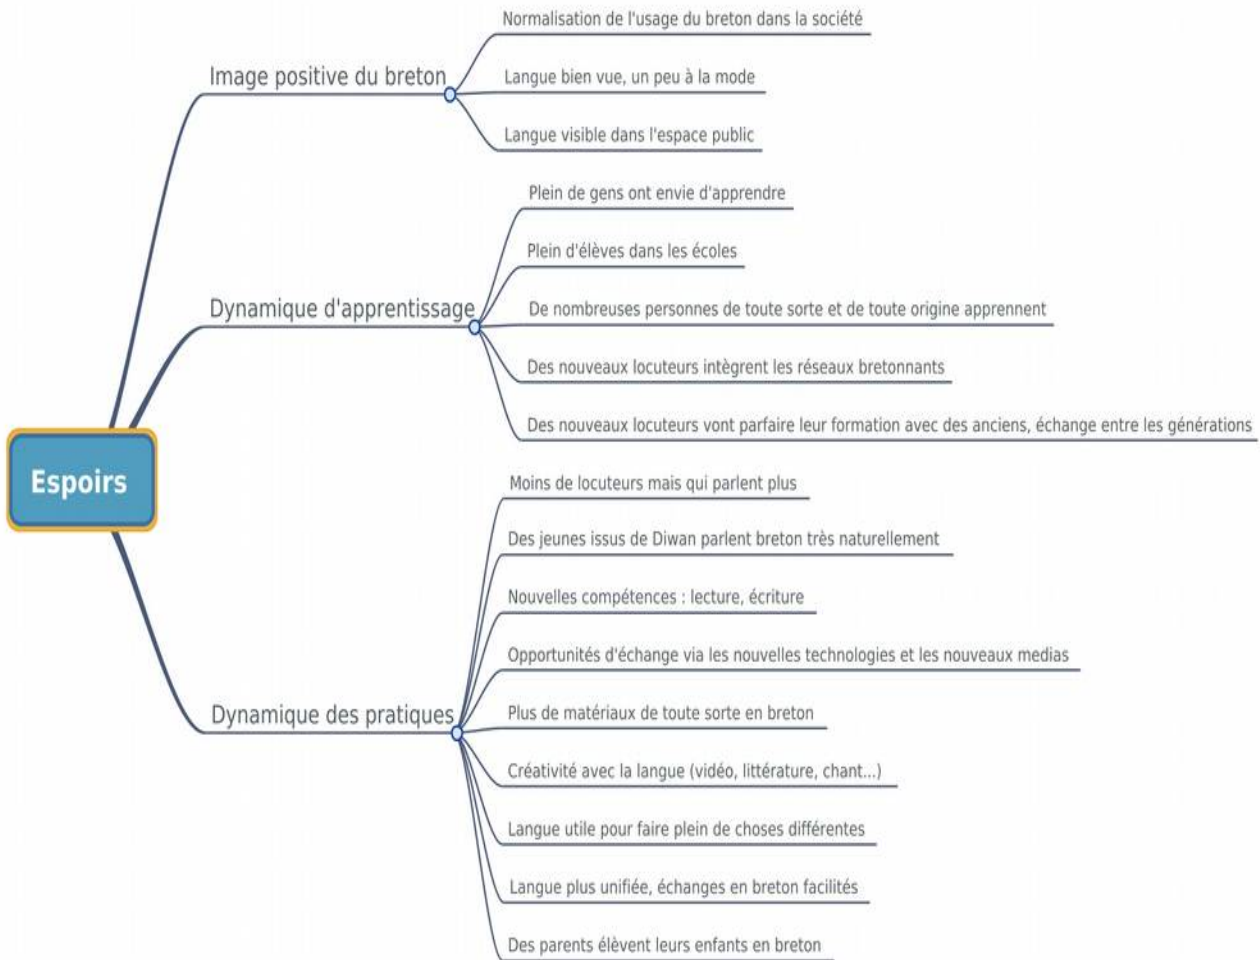 Espoirs
Image positive du breton
Normalisation de l'usage du breton dans la société
Langue bien vue, un peu à la mode
Langue visible dans l'espace public
Dynamique d'apprentissage
Plein de gens ont envie d'apprendre
Plein d'élèves dans les écoles
De nombreuses personnes de toute sorte et de toute origine apprennent
Des nouveaux locuteurs intègrent les réseaux bretonnants
Des nouveaux locuteurs vont parfaire leur formation avec des anciens, échange entre les générations
Dynamique des pratiques
Moins de locuteurs mais qui parlent plus
Des jeunes issus de Diwan parlent breton très naturellement
Nouvelles compétences : lecture, écriture
Opportunités d'échange via les nouvelles technologies et les nouveaux medias
Plus de matériaux de toute sorte en breton
Créativité avec la langue (vidéo, littérature, chant...)
Langue utile pour faire plein de choses différentes
Langue plus unifiée, échanges en breton facilités
Des parents élèvent leurs enfants en breton